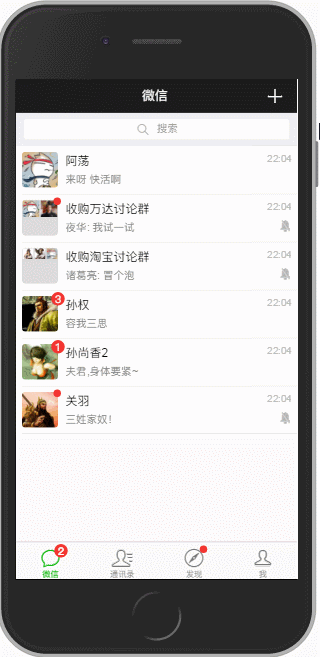 微信
搜索
阿荡
22:04
来呀 快活啊
收购万达讨论群
22:04
夜华: 我试一试
收购淘宝讨论群
22:04
诸葛亮: 冒个泡
3
孙权
22:04
容我三思
1
孙尚香2
22:04
夫君,身体要紧~
关羽
22:04
三姓家奴!
2
微信
通讯录
发现
我